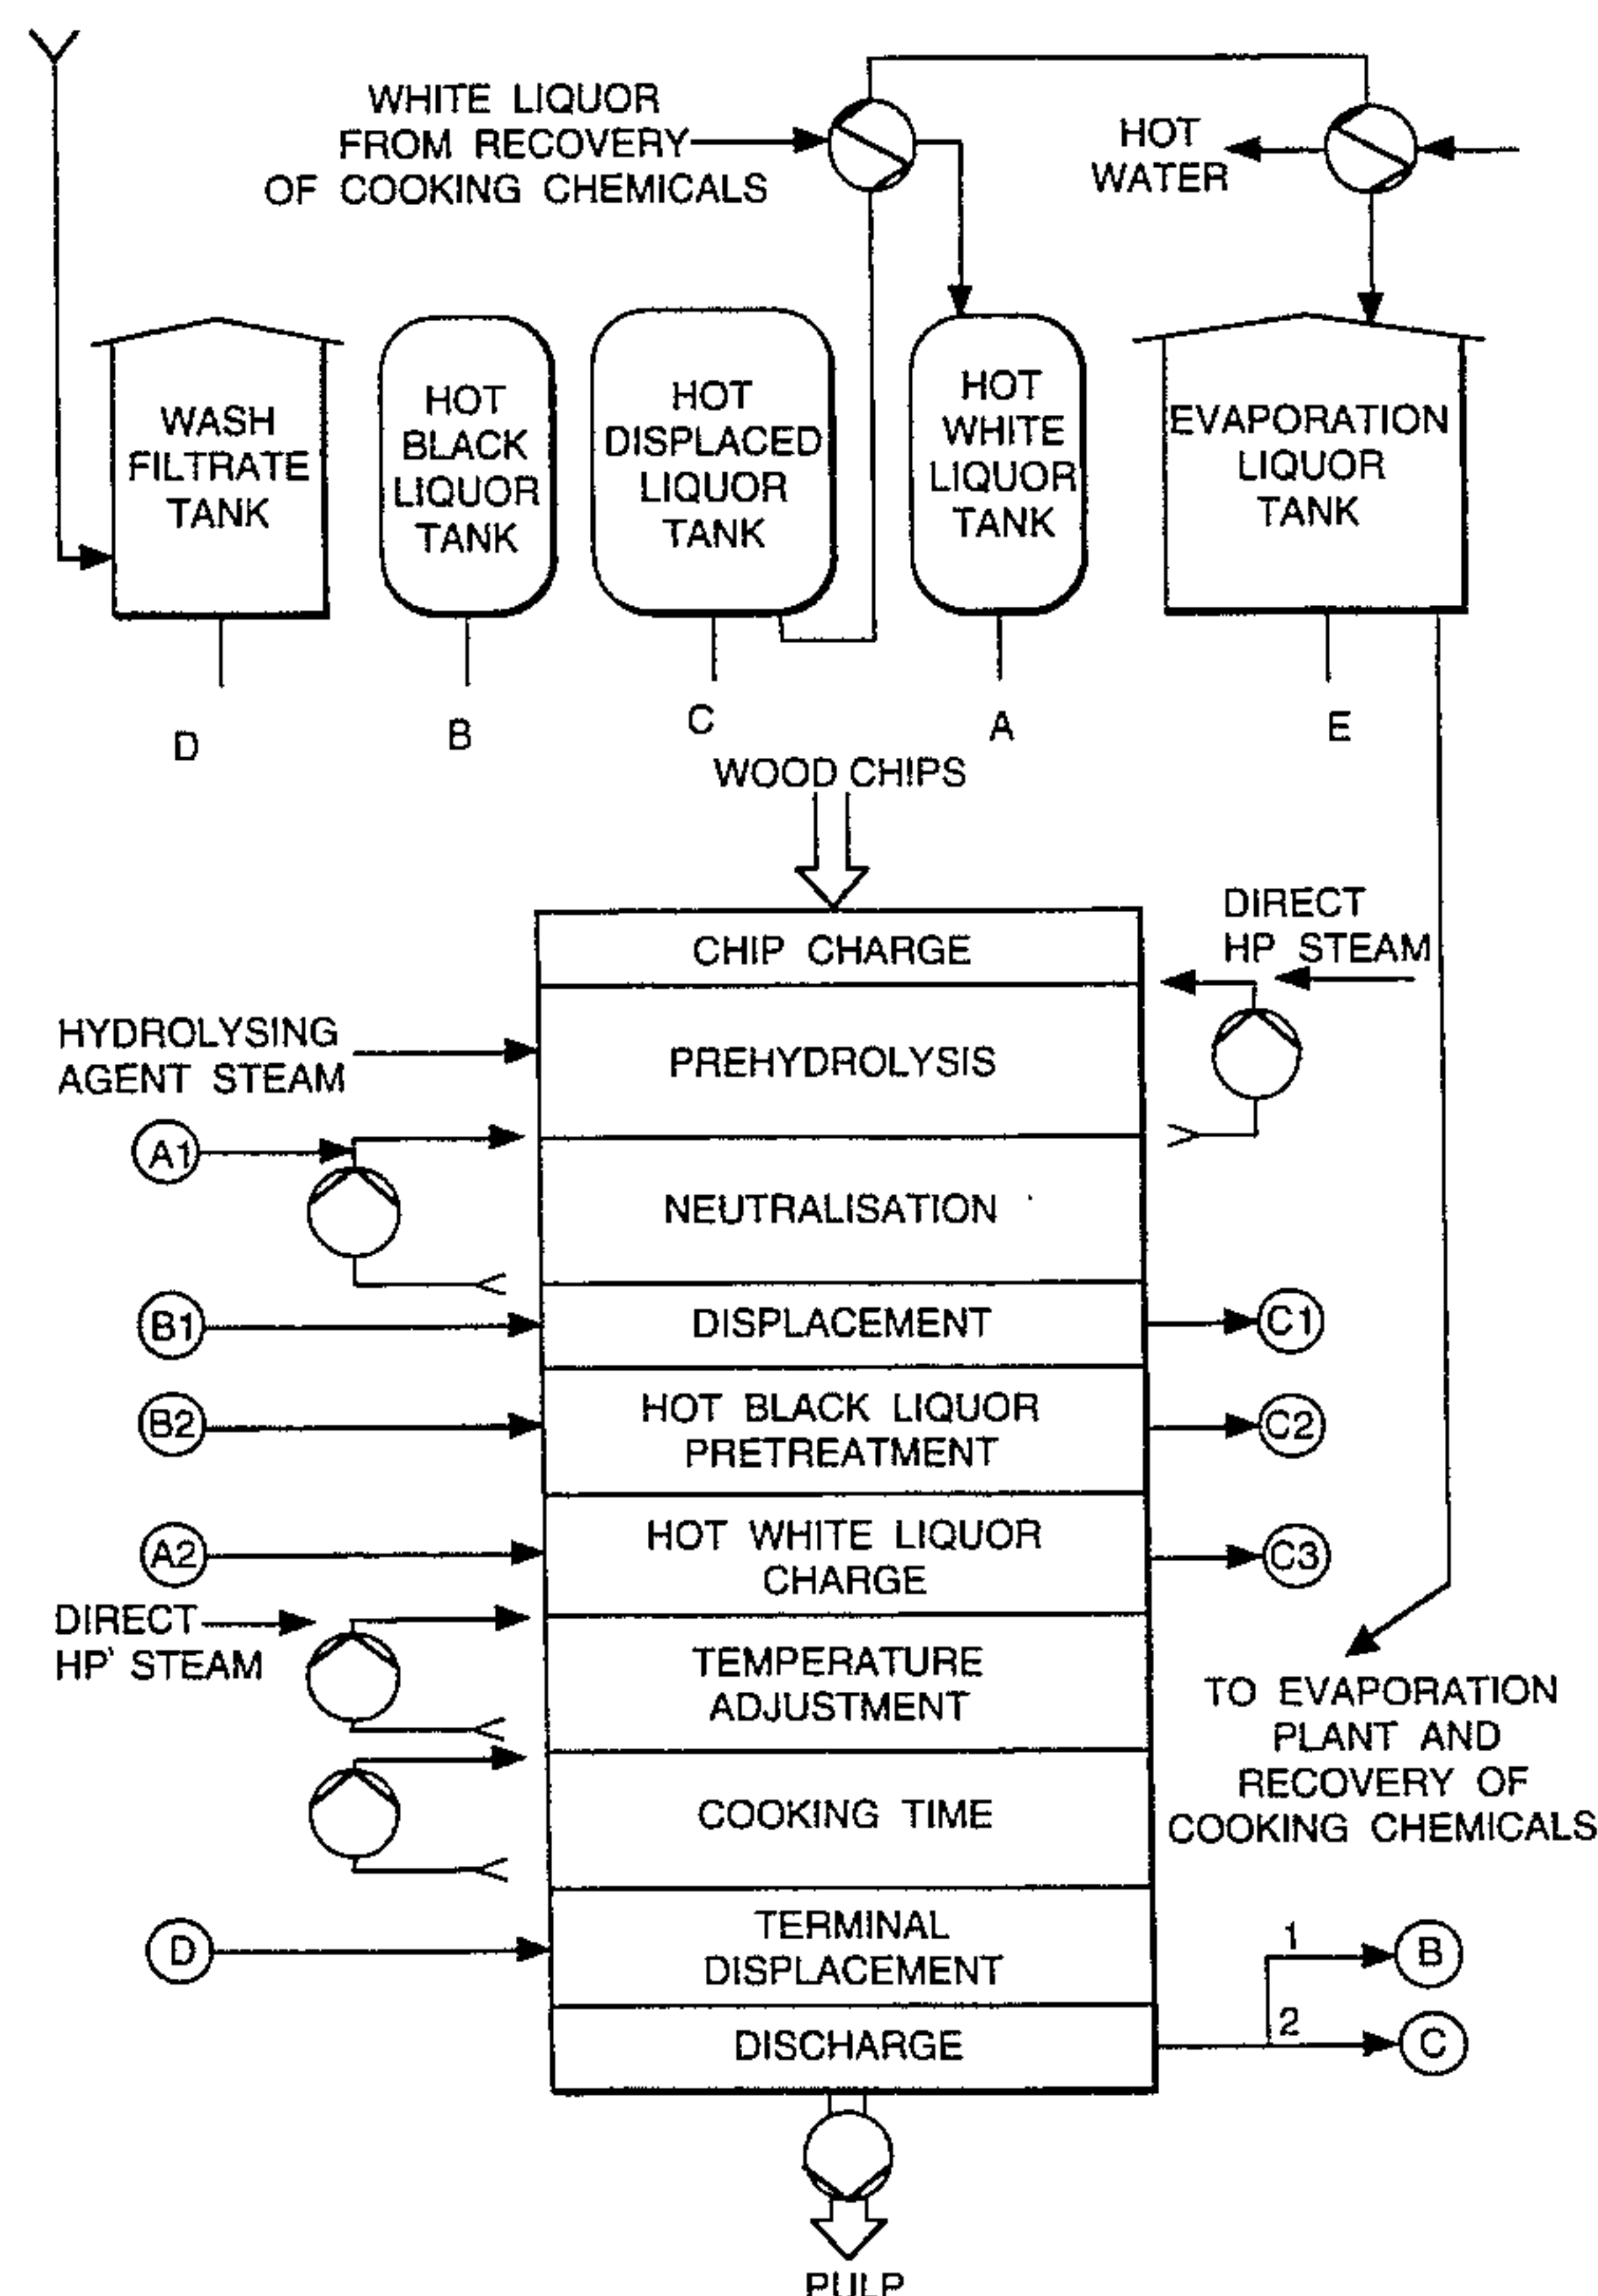 WHITE LIQUOR
FROM RECOVERY
OF COOKING CHEMICALS
HOT
WATER
WASH
FILTRATE
TANK
HOT
BLACK
LIQUOR
TANK
HOT
DISPLACED
LIQUOR
TANK
HOT
WHITE
LIQUOR
TANK
EVAPORATION
LIQUOR
TANK
D
B
C
A
E
WOOD CHIPS
CHIP CHARGE
DIRECT
HP STEAM
HYDROLYSING
AGENT STEAM
PREHYDROLYSIS
A1
NEUTRALISATION
B1
DISPLACEMENT
C1
B2
HOT BLACK LIQUOR
PRETREATMENT
C2
A2
HOT WHITE LIQUOR
CHARGE
C3
DIRECT
HP' STEAM
TEMPERATURE
ADJUSTMENT
TO EVAPORATION
PLANT AND
RECOVERY OF
COOKING CHEMICALS
COOKING TIME
D
TERMINAL
DISPLACEMENT
1
B
DISCHARGE
2
C
PULP